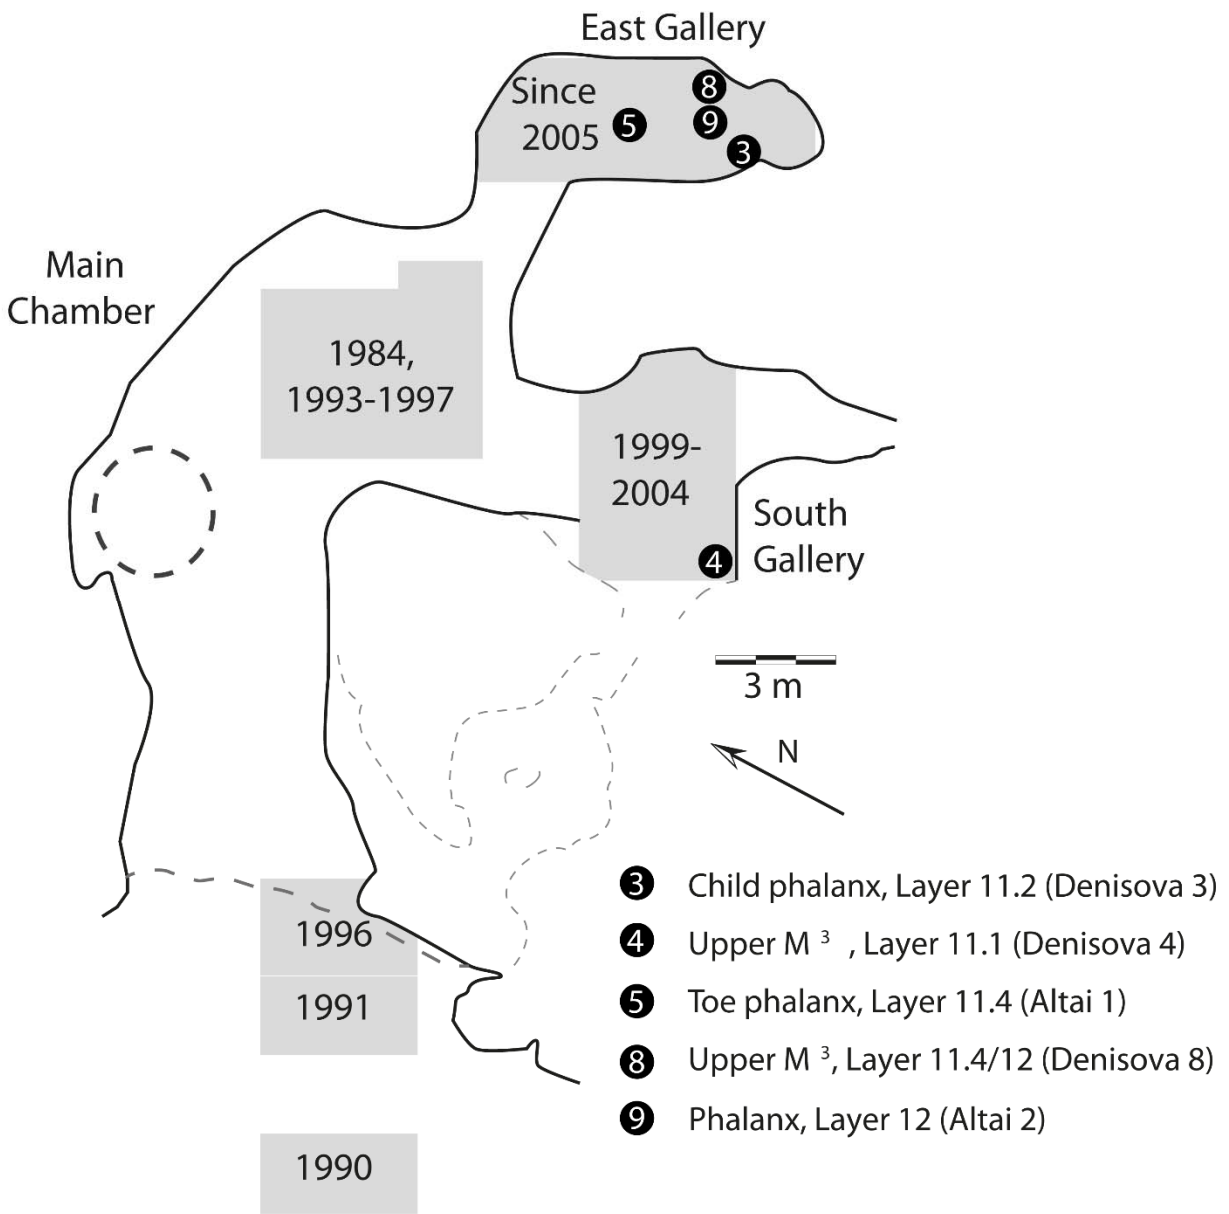 East Gallery
Since
2005
8
5
9
3
Main
Chamber
1984,
1993-1997
1999-
2004
South
Gallery
4
3 m
N
1996
1991
1990
3 Child phalanx, Layer 11.2 (Denisova 3)
4 Upper M ³ , Layer 11.1 (Denisova 4)
5 Toe phalanx, Layer 11.4 (Altai 1)
8 Upper M ³, Layer 11.4/12 (Denisova 8)
9 Phalanx, Layer 12 (Altai 2)